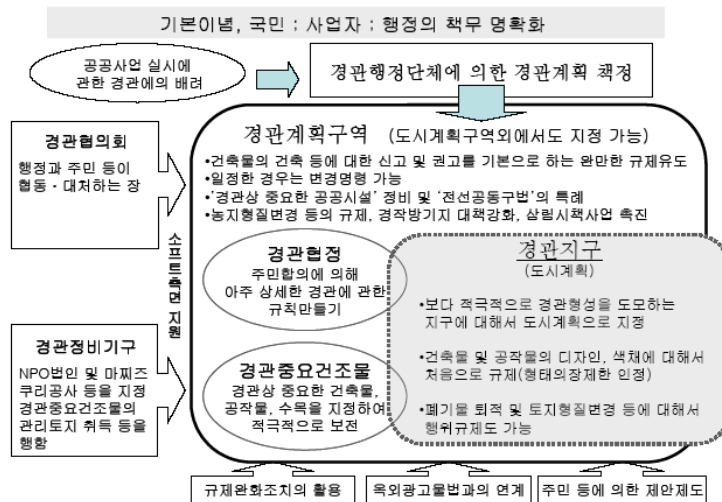 기본이념, 국민 ; 사업자 ; 행정의 책무 명확화
공공사업 실시에
관한 경관에의 배려
경관행정단체에 의한 경관계획 책정
경관계획구역 (도시계획구역외에서도 지정 가능)
•건축물의 건축 등에 대한 신고 및 권고를 기본으로 하는 완만한 규제유도
•일정한 경우는 변경명령 가능
•'경관상 중요한 공공시설' 정비 및 '전선공동구법'의 특례
•농지형질변경 등의 규제, 경작방기지 대책강화, 삼림시책사업 촉진
경관협의회
행정과 주민 등이
협동·대처하는 장
소프트측면 지원
경관정비기구
NPO법인 및 마찌즈
쿠리공사 등을 지정
경관중요건조물의
관리토지 취득 등을
행함
경관협정
주민합의에 의해
아주 상세한 경관에 관한
규칙만들기
경관중요건조물
경관상 중요한 건축물,
공작물, 수목을 지정하여
적극적으로 보전
경관지구
(도시계획)
•보다 적극적으로 경관형성을 도모하는
지구에 대해서 도시계획으로 지정
•건축물 및 공작물의 디자인, 색채에 대해서
처음으로 규제(형태의장제한 인정)
•폐기물 퇴적 및 토지형질변경 등에 대해서
행위규제도 가능
규제완화조치의 활용
옥외광고물법과의 연계
주민 등에 의한 제안제도